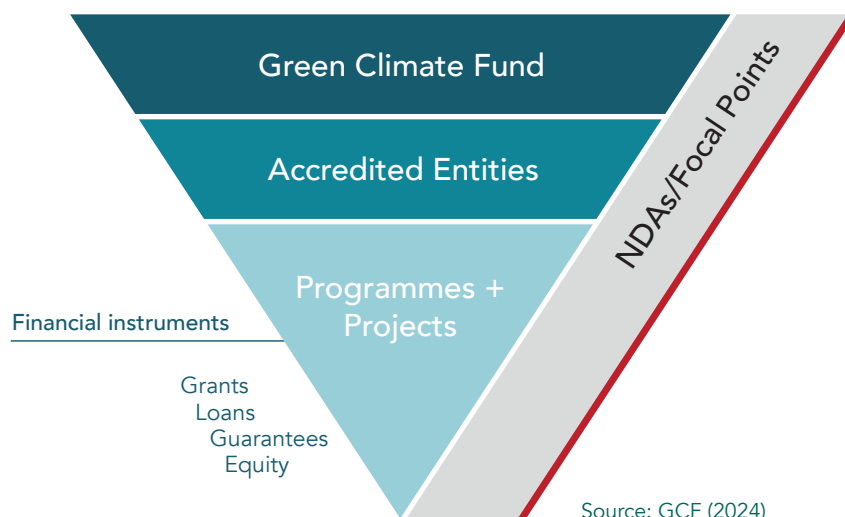 Green Climate Fund
NDAs/Focal Points
Accredited Entities
Programmes +
Projects
Financial instruments
Grants
Loans
Guarantees
Equity
Source: GCF (2024)